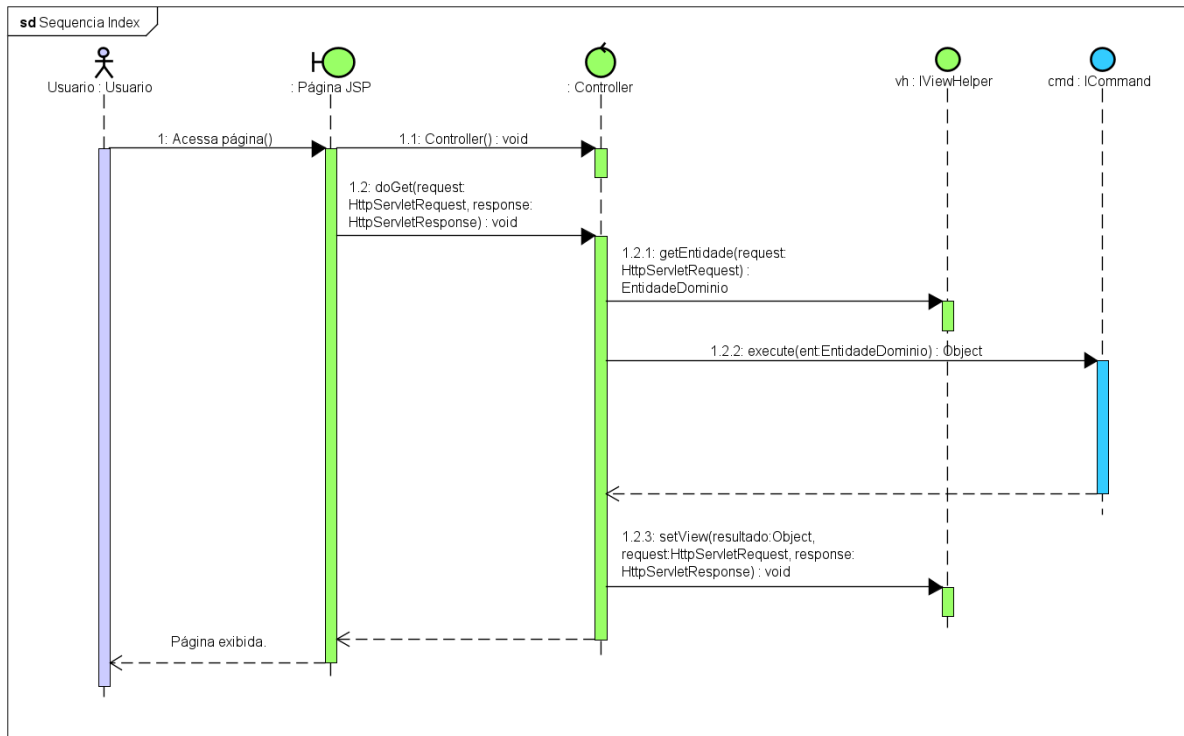 sd Sequencia Index
Usuario : Usuario
: Página JSP
: Controller
vh : IViewHelper
cmd : ICommand
1: Acessa página()
1.1: Controller() : void
1.2: doGet(request:
HttpServletRequest, response:
HttpServletResponse) : void
1.2.1: getEntidade(request:
HttpServletRequest) :
EntidadeDominio
1.2.2: execute(ent:EntidadeDominio) : Object
1.2.3: setView(resultado:Object,
request:HttpServletRequest, response:
HttpServletResponse) : void
Página exibida.